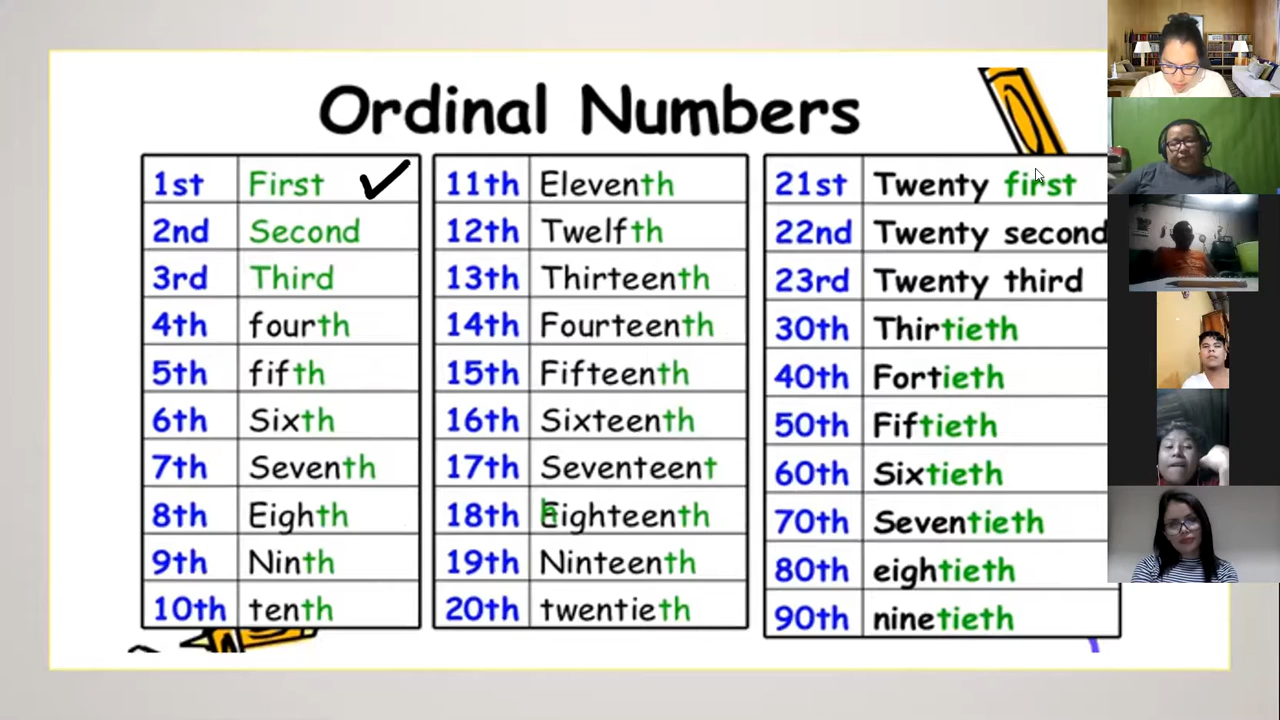 Ordinal Numbers
1st First
2nd Second
3rd Third
4th fourth
5th fifth
6th Sixth
7th Seventh
8th Eighth
9th Ninth
10th tenth
11th Eleventh
12th Twelfth
13th Thirteenth
14th Fourteenth
15th Fifteenth
16th Sixteenth
17th Seventeent
h
18th Eighteenth
19th Ninteenth
20th twentieth
21st Twenty first
22nd Twenty second
23rd Twenty third
30th Thirtieth
40th Fortieth
50th Fiftieth
60th Sixtieth
70th Seventieth
80th eightieth
90th ninetieth